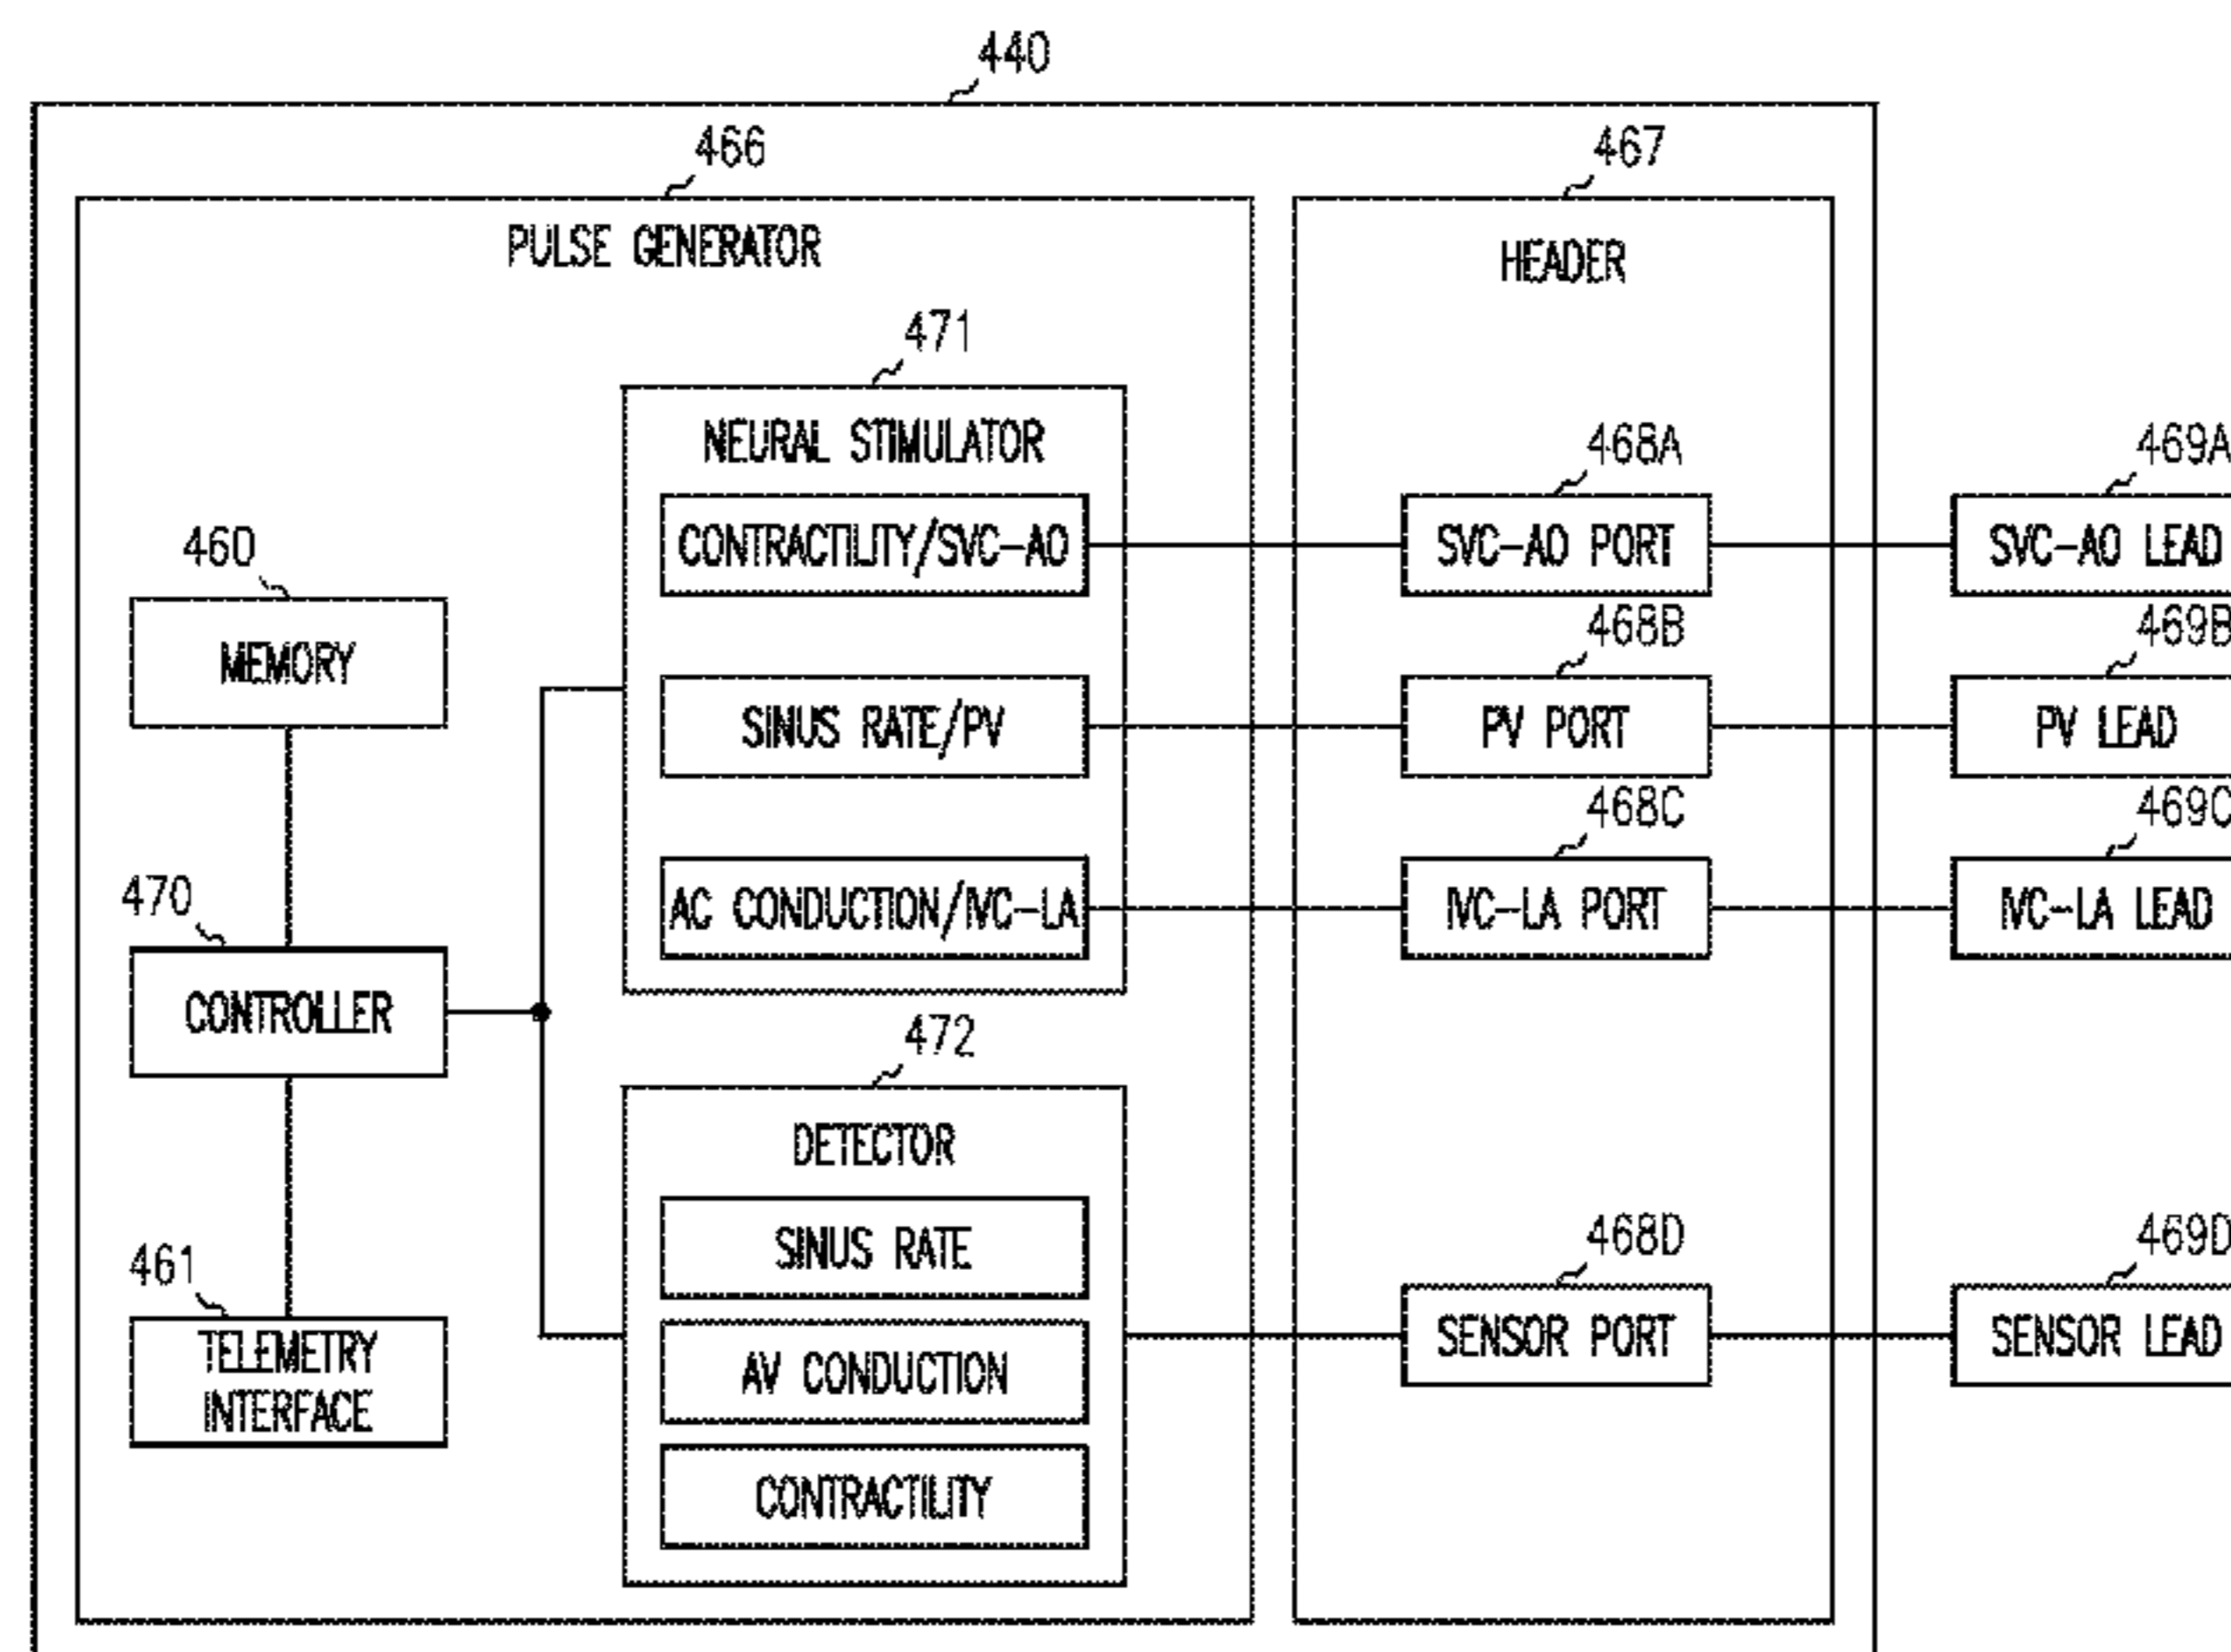 440
466
467
PULSE GENERATOR
HEADER
471
NEURAL STIMULATOR
468A
469A
CONTRACTILITY/SVC-AO
SVC-AO PORT
SVC-AO LEAD
460
468B
469B
MEMORY
SINUS RATE/PV
PV PORT
PV LEAD
468C
469C
470
AC CONDUCTION/IVC-LA
IVC-LA PORT
IVC-LA LEAD
CONTROLLER
472
DETECTOR
461
SINUS RATE
468D
469D
TELEMETRY
INTERFACE
AV CONDUCTION
SENSOR PORT
SENSOR LEAD
CONTRACTILITY